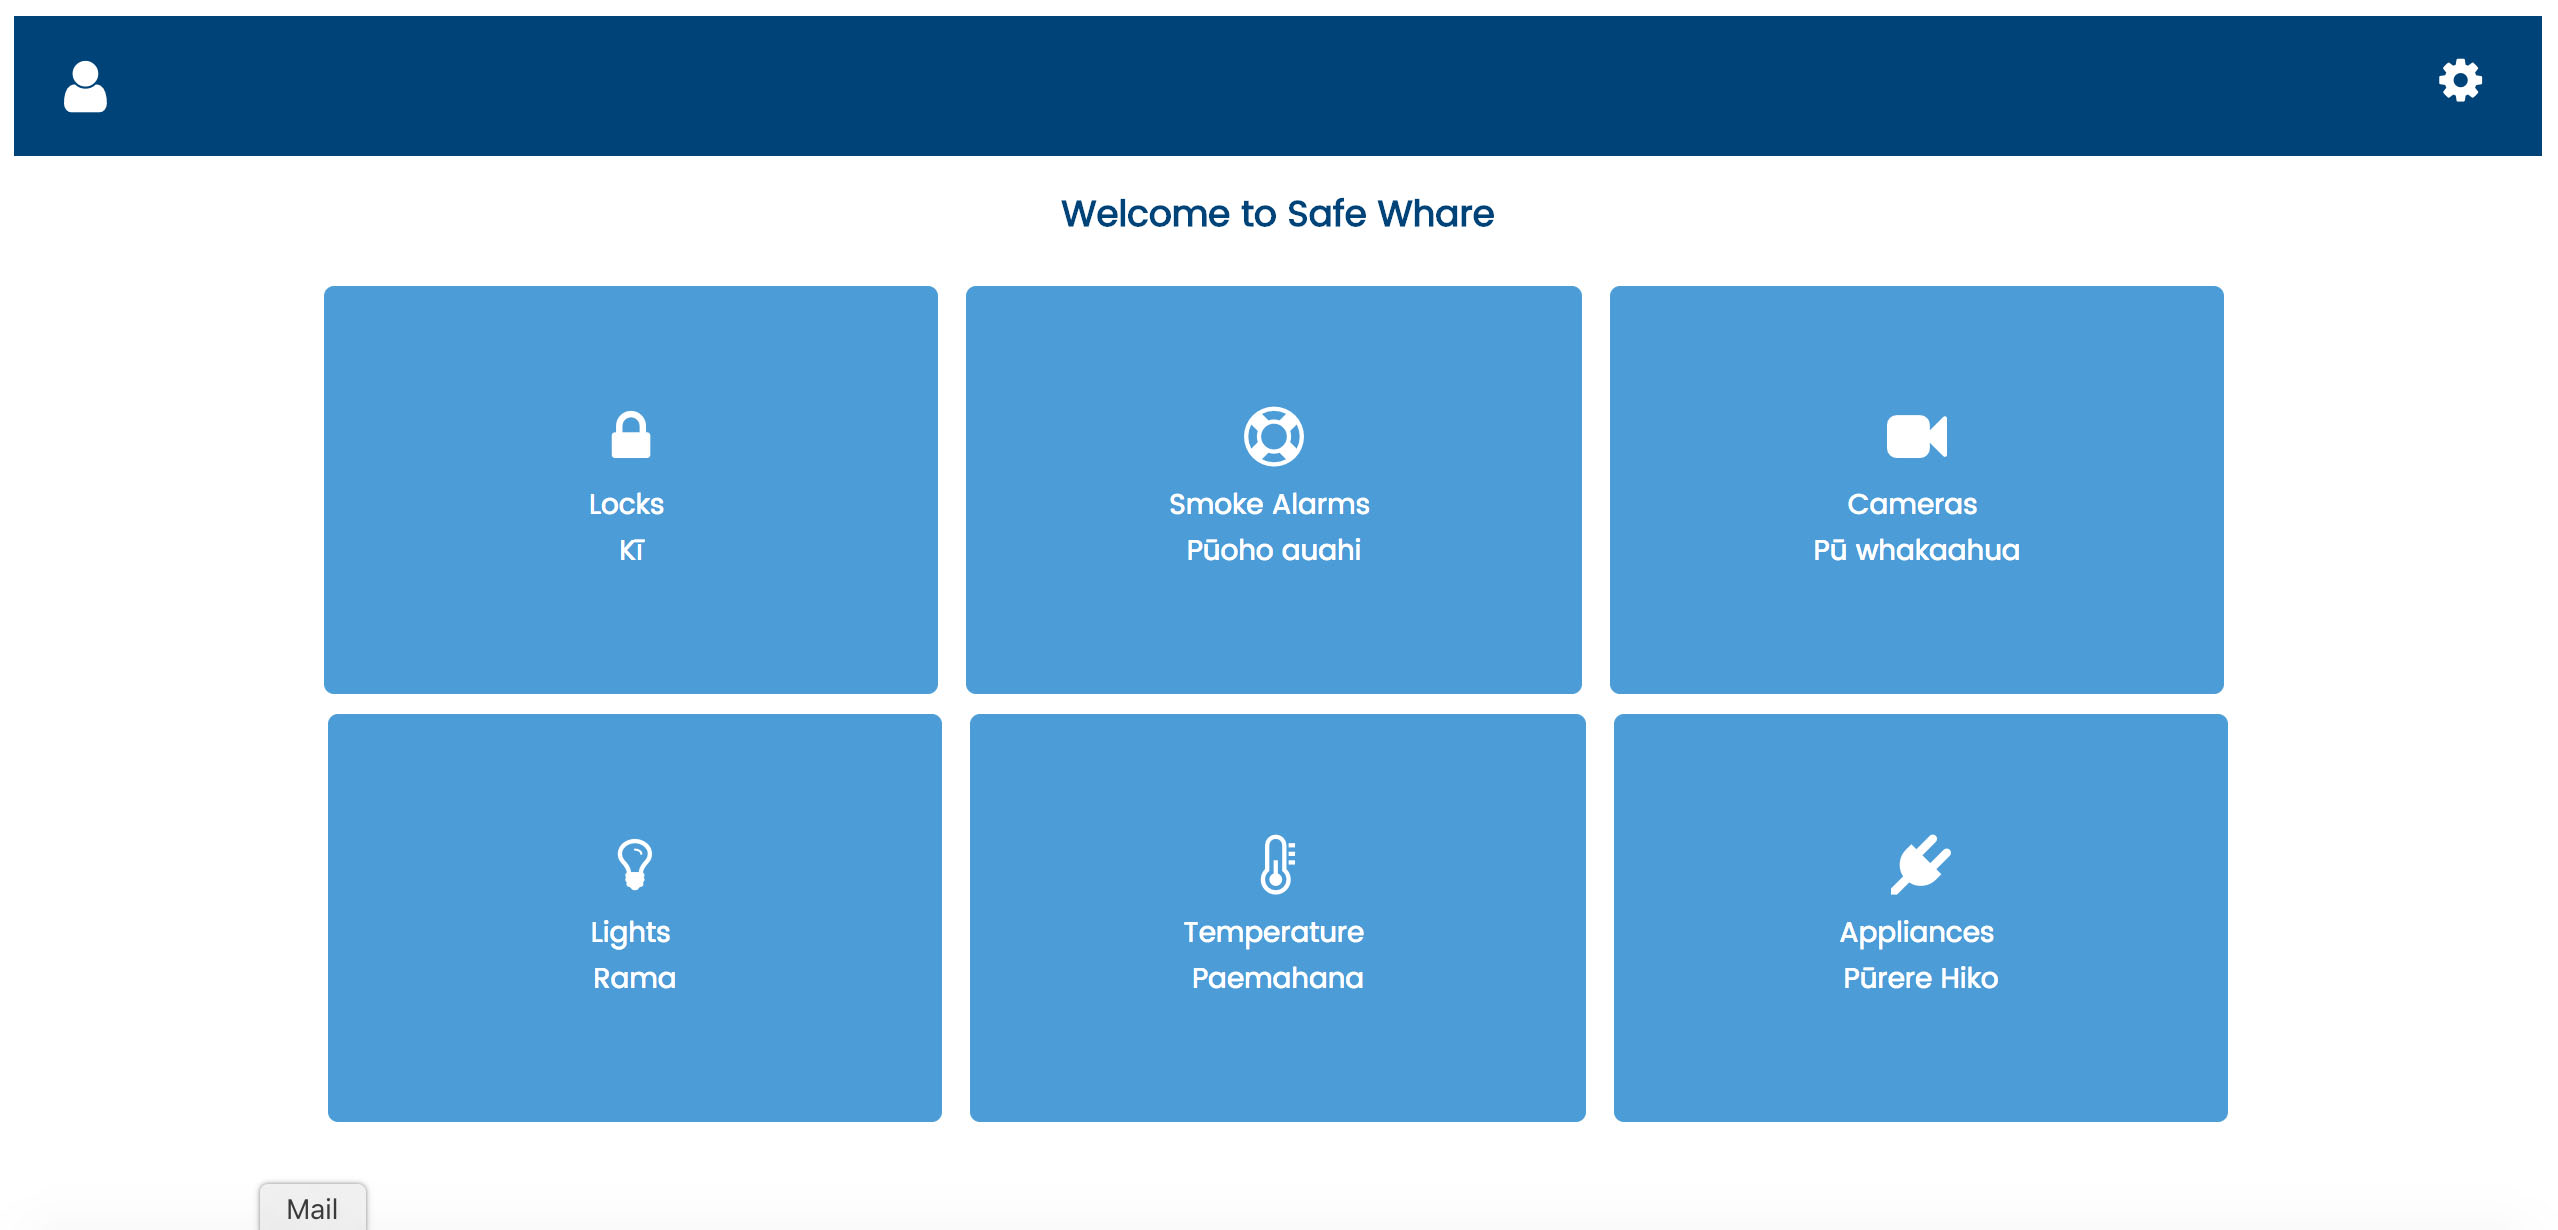 Welcome to Safe Whare
Locks
Kī
Smoke Alarms
Pūoho auahi
Cameras
Pū whakaahua
Lights
Rama
Temperature
Paemahana
Appliances
Pūrere Hiko
Mail